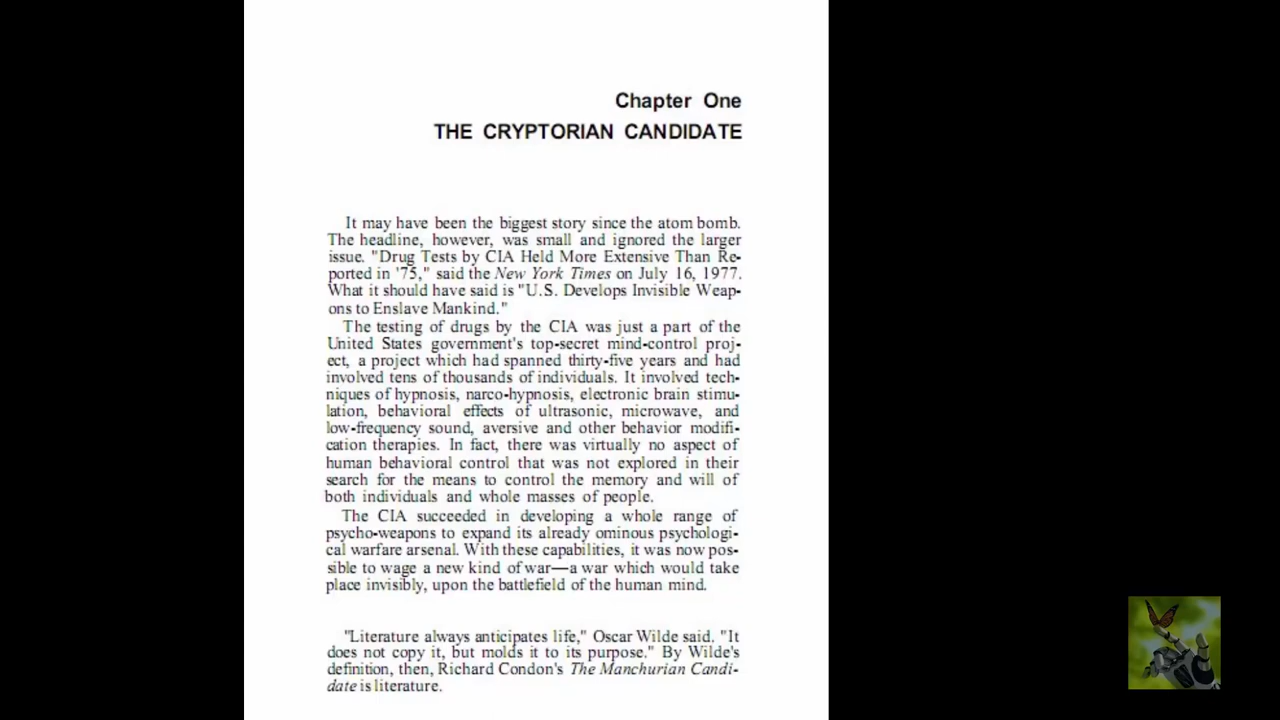 Chapter One
THE CRYPTORIAN CANDIDATE
It may have been the biggest story since the atom bomb.
The headline, however, was small and ignored the larger
issue. "Drug Tests by CIA Held More Extensive Than Re-
ported in '75," said the New York Times on July 16, 1977.
What it should have said is "U.S. Develops Invisible Weap-
ons to Enslave Mankind."
The testing of drugs by the CIA was just a part of the
United States government's top-secret mind-control proj-
ect, a project which had spanned thirty-five years and had
involved tens of thousands of individuals. It involved tech-
niques of hypnosis, narco-hypnosis, electronic brain stimu-
lation, behavioral effects of ultrasonic, microwave, and
low-frequency sound, aversive and other behavior modifi-
cation therapies. In fact, there was virtually no aspect of
human behavioral control that was not explored in their
search for the means to control the memory and will of
both individuals and whole masses of people.
The CIA succeeded in developing a whole range of
psycho-weapons to expand its already ominous psychologi-
cal warfare arsenal. With these capabilities, it was now pos-
sible to wage a new kind of war—a war which would take
place invisibly, upon the battlefield of the human mind.
"Literature always anticipates life," Oscar Wilde said. "It
does not copy it, but molds it to its purpose." By Wilde's
definition, then, Richard Condon's The Manchurian Candi-
date is literature.